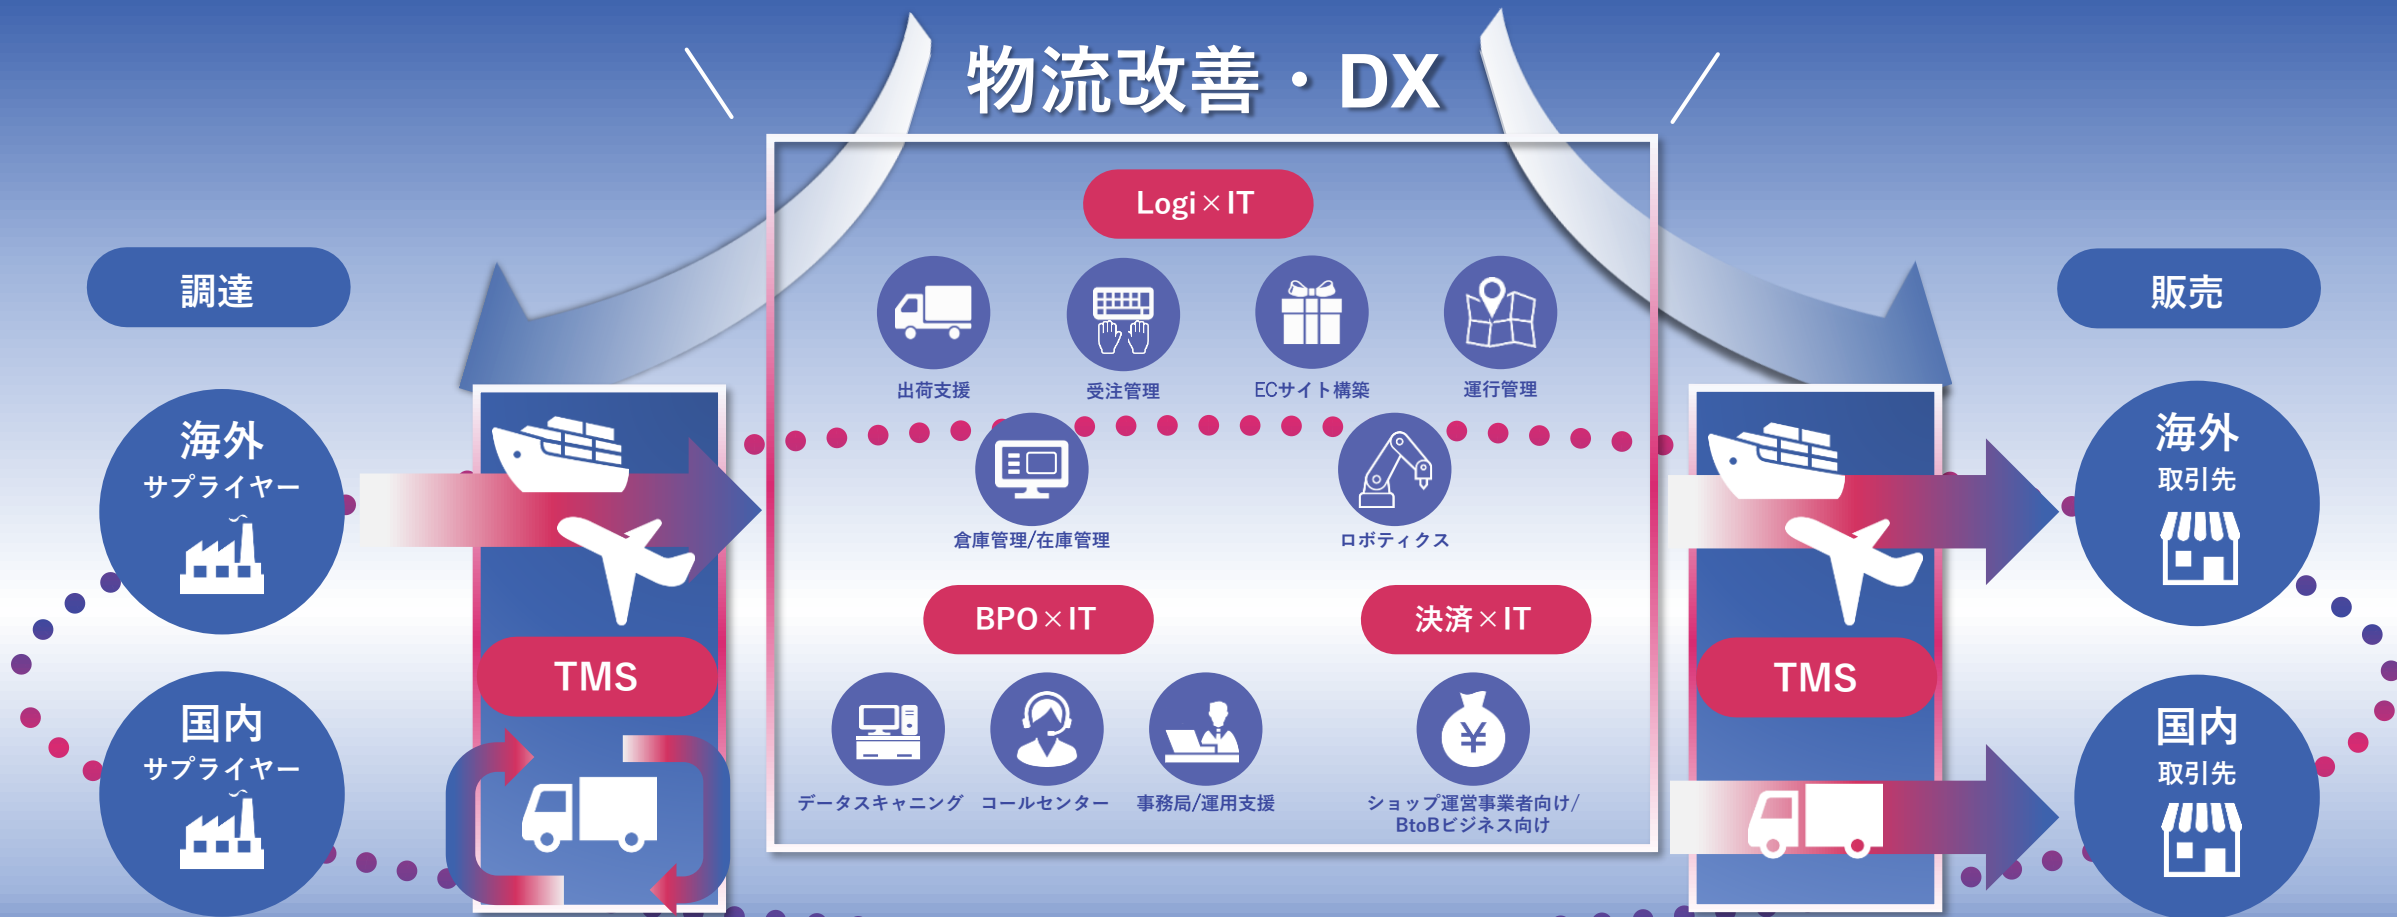 物流改善・DX
調達
海外
サプライヤー
国内
サプライヤー
TMS
Logi×IT
出荷支援
受注管理
ECサイト構築
運行管理
倉庫管理/在庫管理
ロボティクス
BPO×IT
データスキャニング
コールセンター
事務局/運用支援
決済×IT
¥
ショップ運営事業者向け/
BtoBビジネス向け
TMS
販売
海外
取引先
国内
取引先